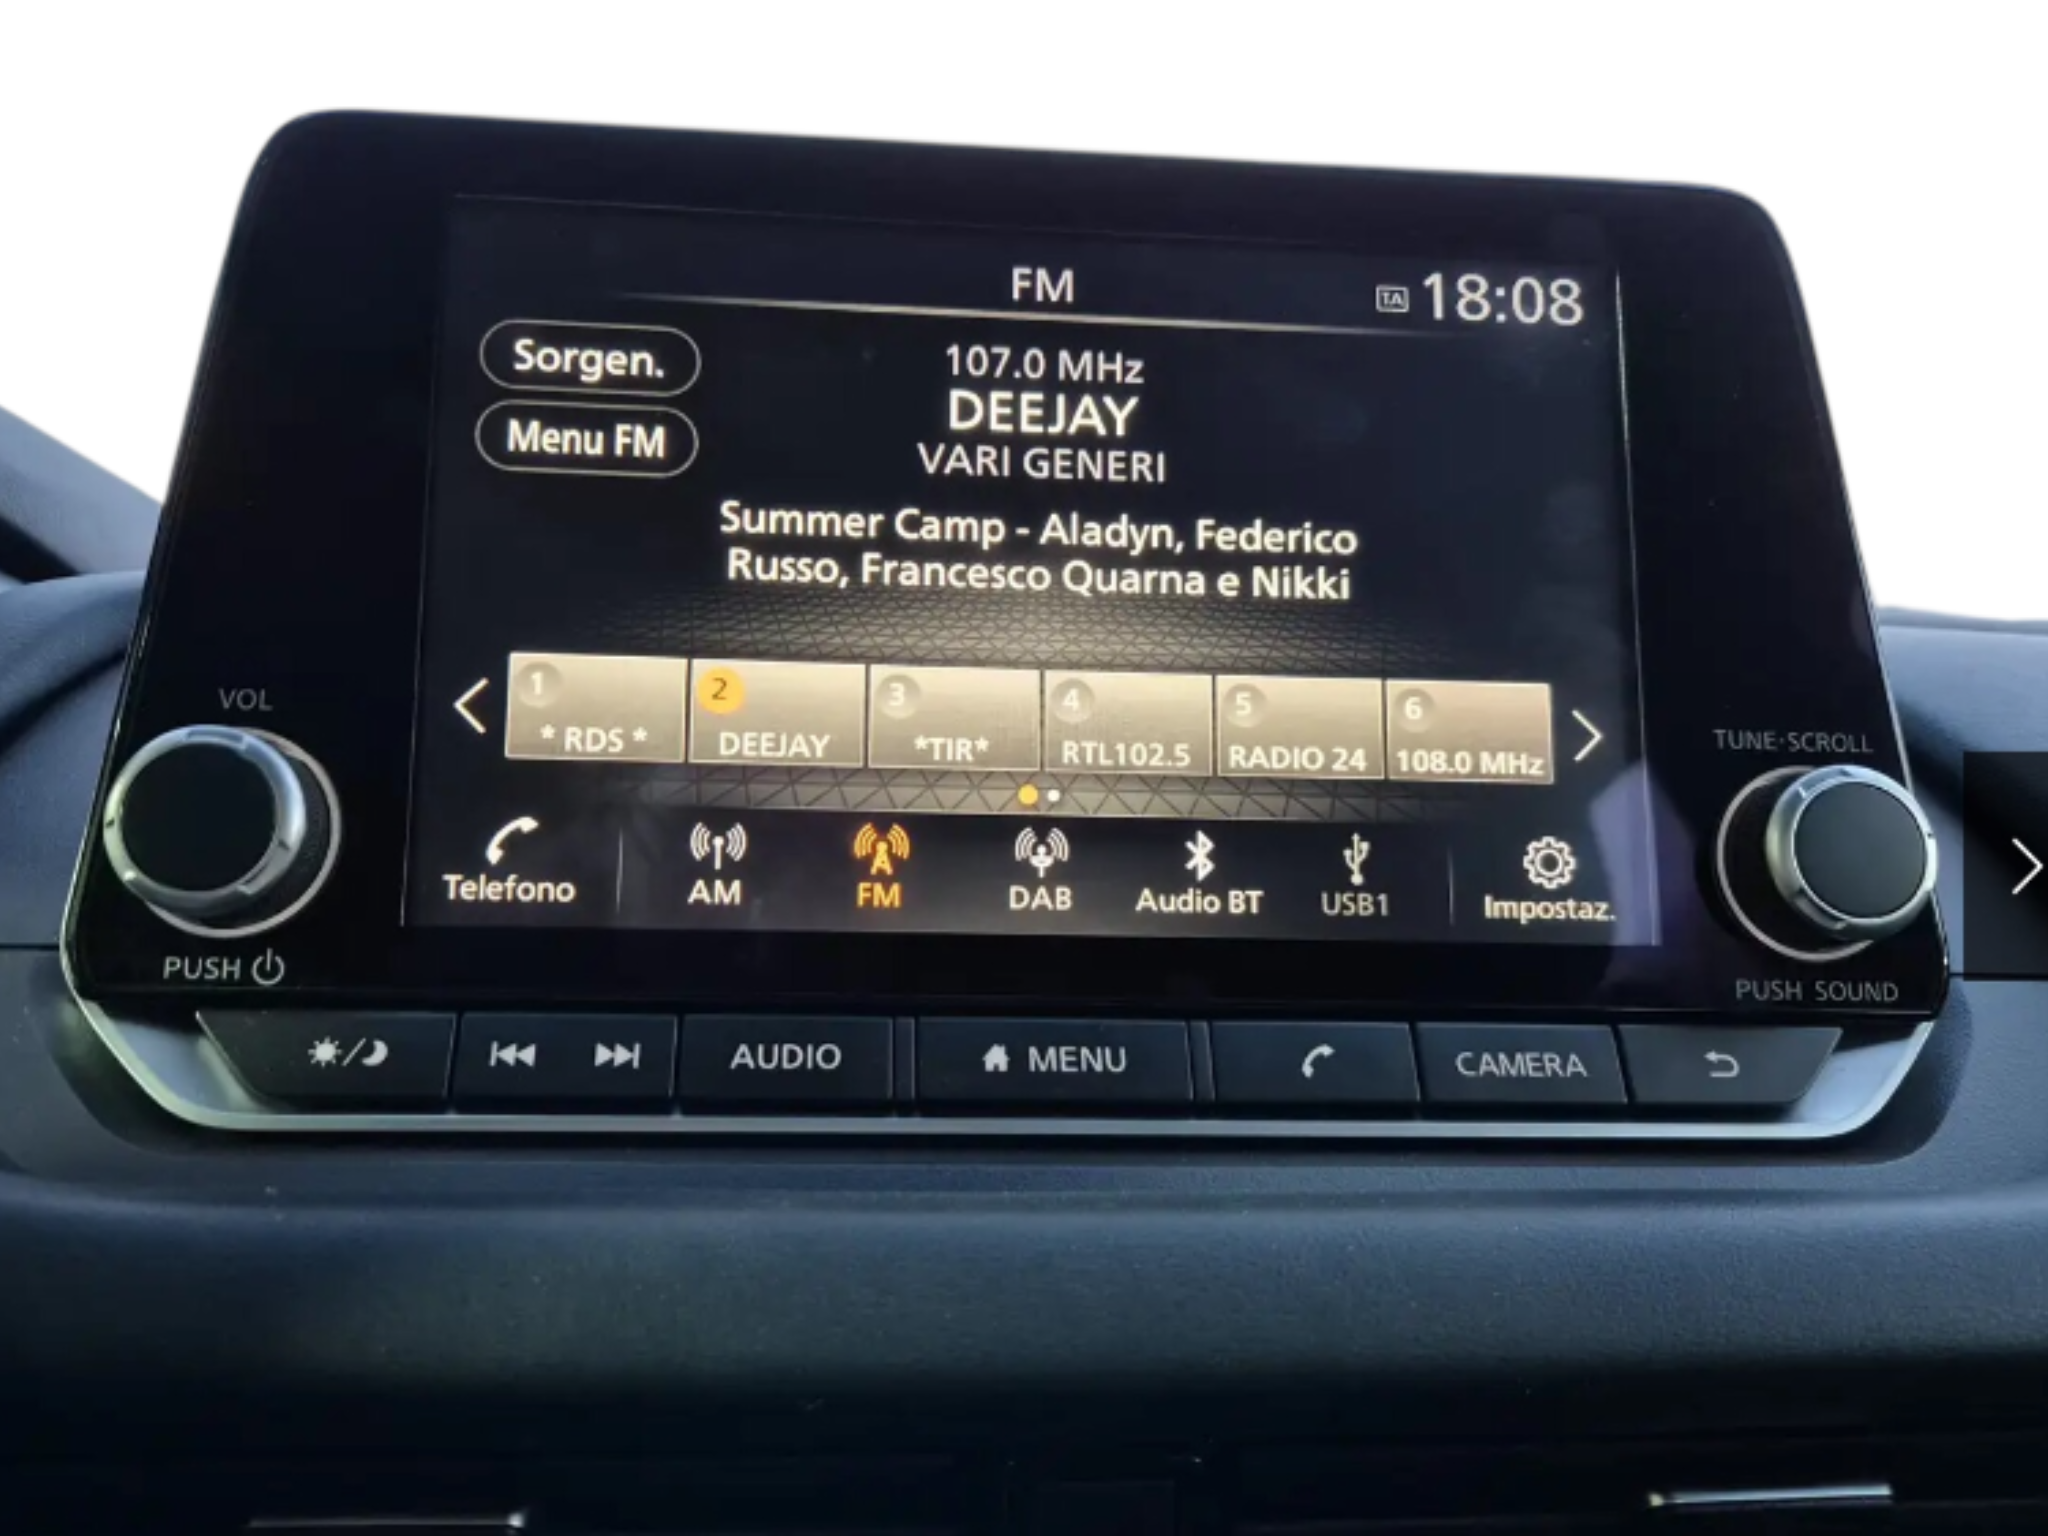 FM
TA 18:08
Sorgen.
Menu FM
107.0 MHz
DEEJAY
VARI GENERI
Summer Camp - Aladyn, Federico
Russo, Francesco Quarna e Nikki
1 2 3 4 5 6
* RDS * DEEJAY *TIR* RTL102.5 RADIO 24 108.0 MHz
Telefono AM FM DAB Audio BT USB1 Impostaz.
VOL
PUSH
TUNE·SCROLL
PUSH SOUND
AUDIO MENU CAMERA